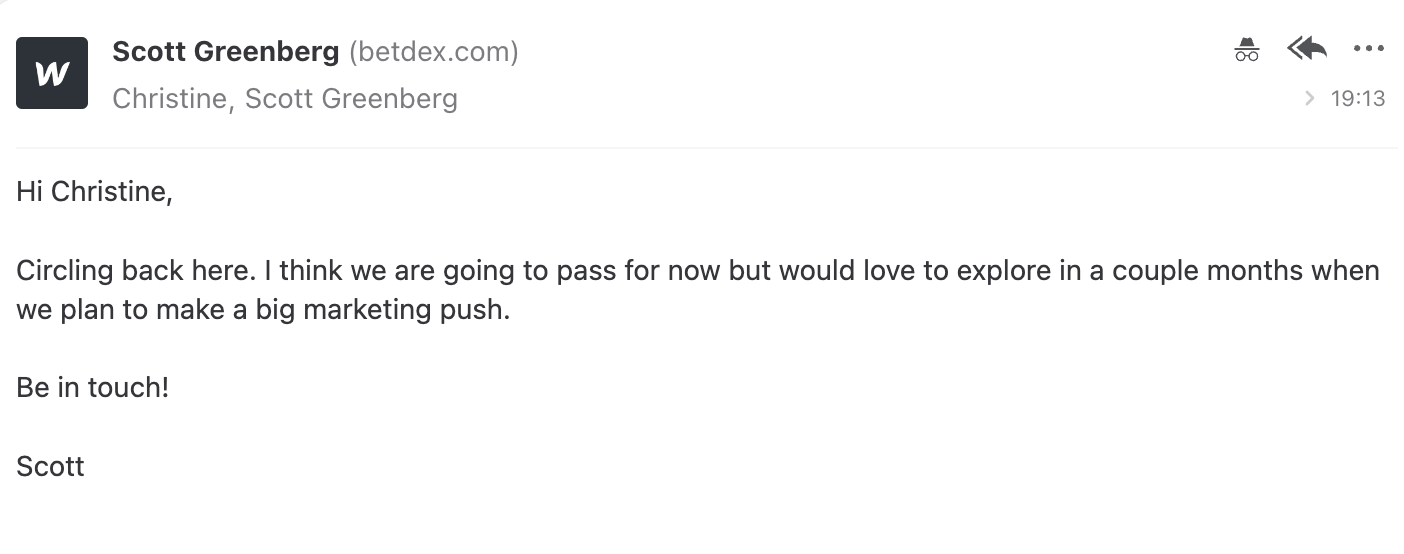 w
Scott Greenberg (betdex.com)
Christine, Scott Greenberg
19:13
Hi Christine,
Circling back here. I think we are going to pass for now but would love to explore in a couple months when
we plan to make a big marketing push.
Be in touch!
Scott